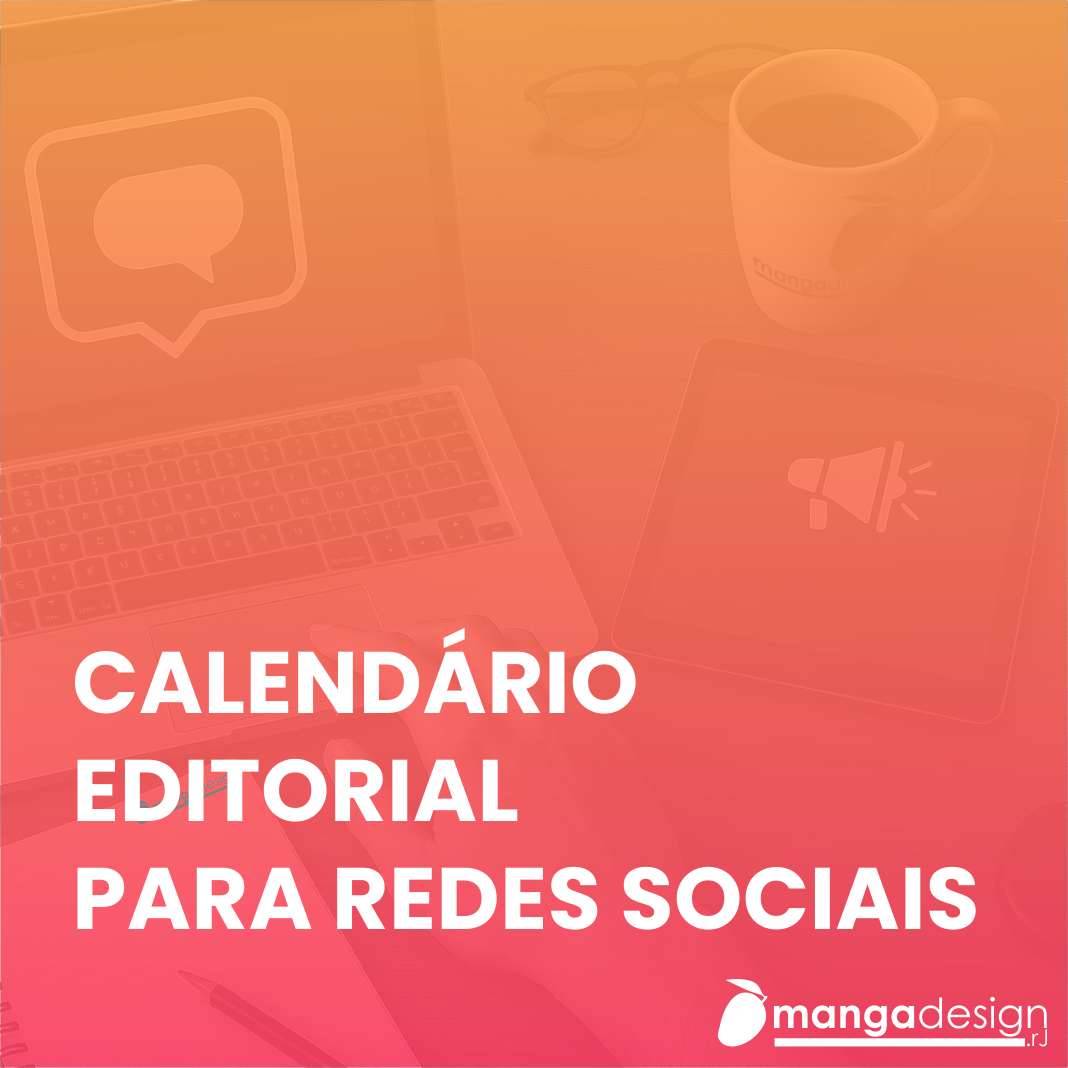 CALENDÁRIO
EDITORIAL
PARA REDES SOCIAIS
mangadesign
.rJ